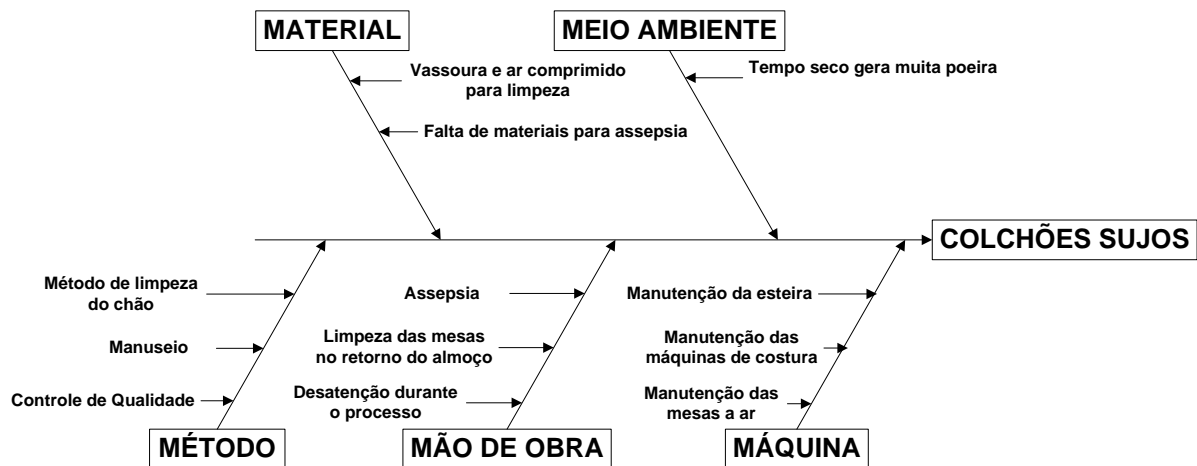 MATERIAL
MEIO AMBIENTE
Vassoura e ar comprimido
para limpeza
Tempo seco gera muita poeira
Falta de materiais para assepsia
COLCHÕES SUJOS
Método de limpeza
do chão
Manuseio
Controle de Qualidade
MÉTODO
Assepsia
Limpeza das mesas
no retorno do almoço
Desatenção durante
o processo
MÃO DE OBRA
Manutenção da esteira
Manutenção das
máquinas de costura
Manutenção das
mesas a ar
MÁQUINA